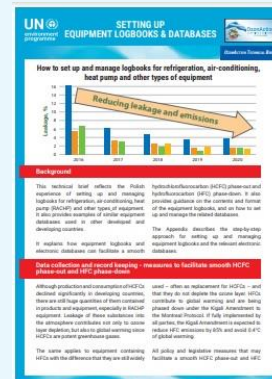 UN
environment
programme
SETTING UP
EQUIPMENT LOGBOOKS & DATABASES
OzonAction
How to set up and manage logbooks for refrigeration, air-conditioning,
heat pump and other types of equipment
Leakage, %
16
14
12
10
8
6
4
2
0
Reducing leakage and emissions
2016
2017
2018
2019
2020
Background
This technical brief reflects the Polish
experience of setting up and managing
logbooks for refrigeration, air-conditioning, heat
pump (RACHP) and other types of equipment.
It also provides examples of similar equipment
databases used in other developed and
developing countries.
It explains how equipment logbooks and
electronic databases can facilitate a smooth
hydrochlorofluorocarbon (HCFC) phase-out and
hydrofluorocarbon (HFC) phase-down. It also
provides guidance on the contents and format
of the equipment logbooks, and on how to set
up and manage the related databases.
The Appendix describes the step-by-step
approach for setting up and managing
equipment logbooks and the relevant electronic
databases.
Data collection and record keeping - measures to facilitate smooth HCFC
phase-out and HFC phase-down
Although production and consumption of HCFCs
declined significantly in developing countries,
there are still huge quantities of them contained
in products and equipment, especially in RACHP
equipment. Leakage of these substances into
the atmosphere contributes not only to ozone
layer depletion, but also to global warming since
HCFCs are potent greenhouse gases.
The same applies to equipment containing
HFCs with the difference that they are still widely
used - often as replacement for HCFCs - and
that they do not deplete the ozone layer. HFCs
contribute to global warming and are being
phased down under the Kigali Amendment to
the Montreal Protocol. If fully implemented by
all parties, the Kigali Amendment is expected to
reduce HFC emissions by 85% and avoid 0.4°C
of global warming.
All policy and legislative measures that may
facilitate a smooth HCFC phase-out and HFC